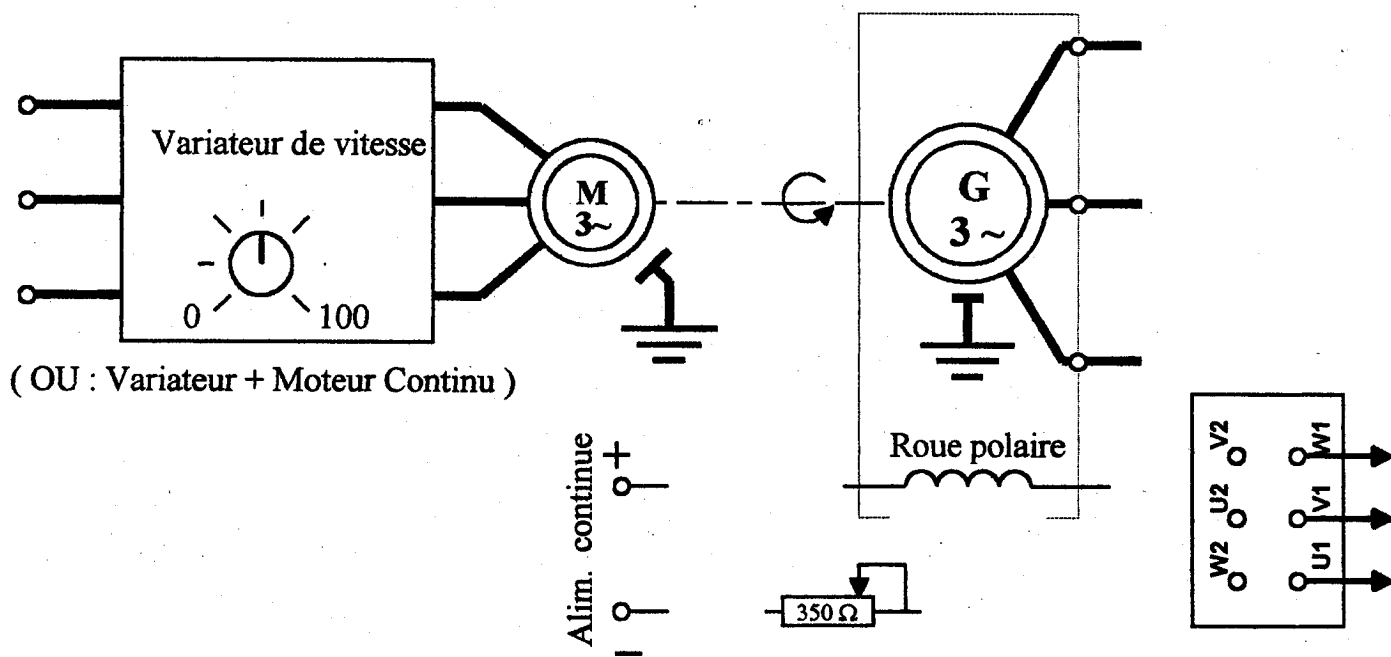 Variateur de vitesse
0
100
( OU : Variateur + Moteur Continu )
M
3~
G
3 ~
Roue polaire
Alim. continue
+
−
350 Ω
V2
W1
U2
V1
W2
U1